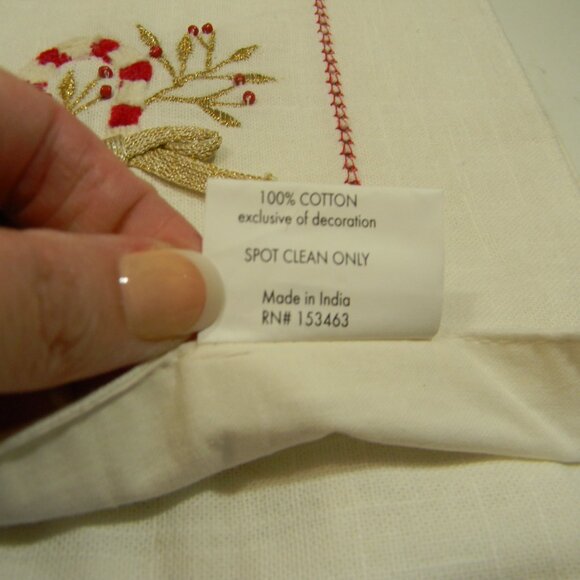 100% COTTON
exclusive of decoration
SPOT CLEAN ONLY
Made in India
RN# 153463